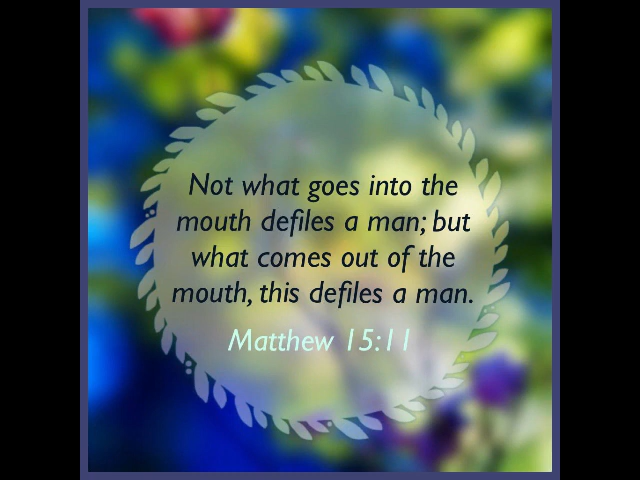 Not what goes into the
mouth defiles a man; but
what comes out of the
mouth, this defiles a man.
Matthew 15:11